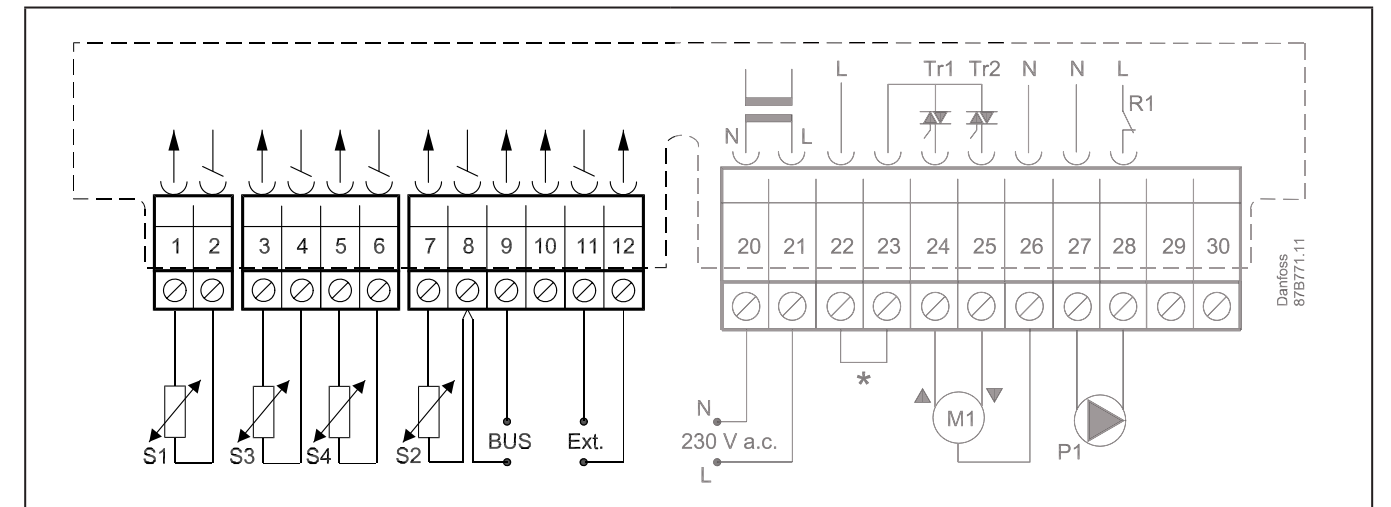 L Tr1 Tr2 N N L
R1
N L
1 2 3 4 5 6 7 8 9 10 11 12 20 21 22 23 24 25 26 27 28 29 30
Danfoss
87B771.11
*
N
BUS Ext. 230 V a.c. M1
S1 S3 S4 S2 L P1